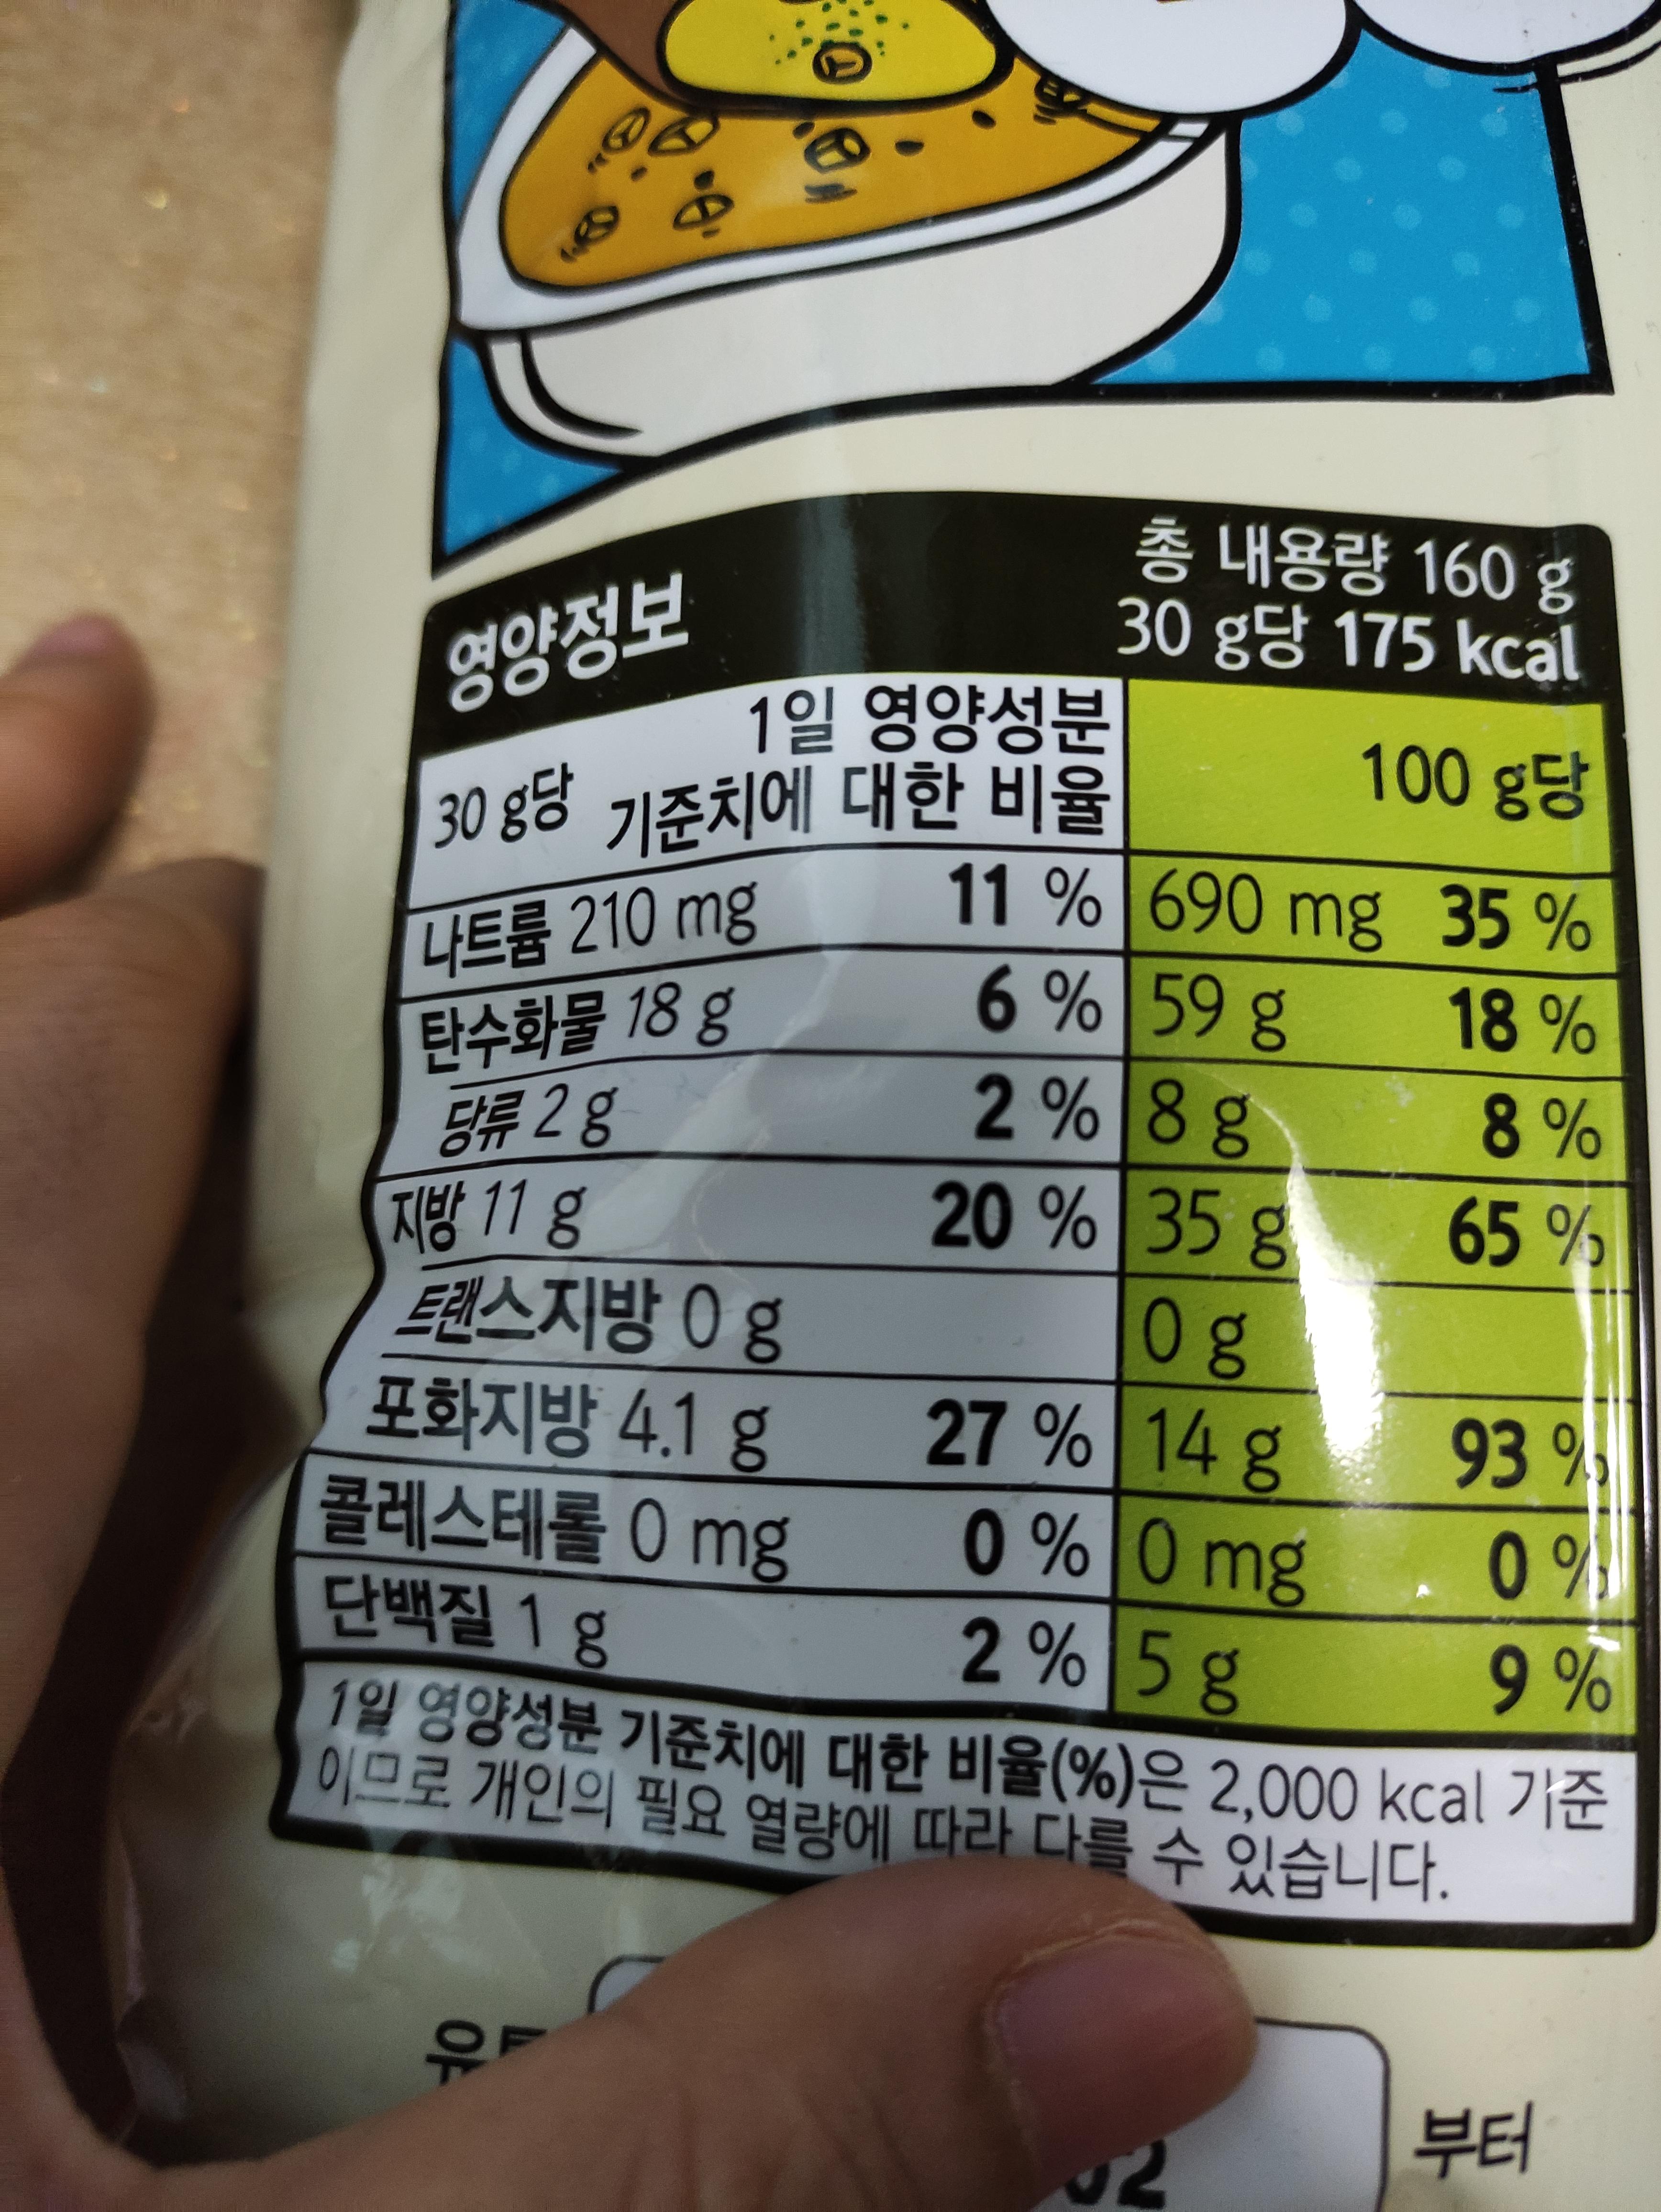 영양정보
총 내용량 160 g
30 g당 175 kcal
30 g당
1일 영양성분
기준치에 대한 비율
100 g당
나트륨 210 mg 11 % 690 mg 35 %
탄수화물 18 g 6 % 59 g 18 %
당류 2 g 2 % 8 g 8 %
지방 11 g 20 % 35 g 65 %
트랜스지방 0 g 0 g
포화지방 4.1 g 27 % 14 g 93 %
콜레스테롤 0 mg 0 % 0 mg 0 %
단백질 1 g 2 % 5 g 9 %
1일 영양성분 기준치에 대한 비율(%)은 2,000 kcal 기준
이므로 개인의 필요 열량에 따라 다를 수 있습니다.
부터